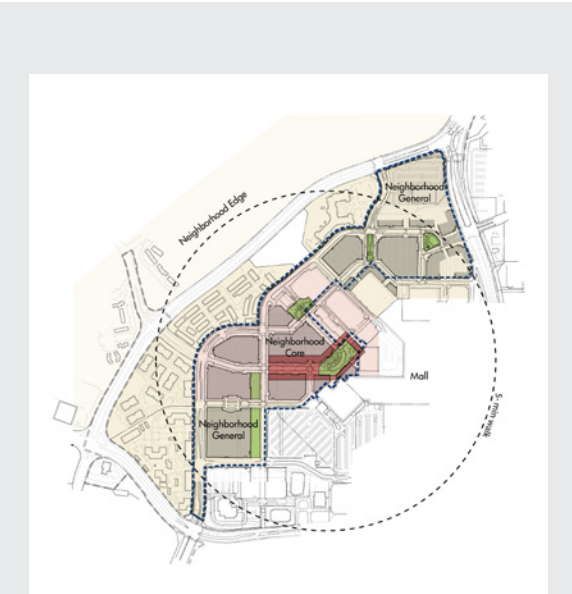 Neighborhood
General
Neighborhood Edge
Neighborhood
Core
Mall
5- min walk
Neighborhood
General